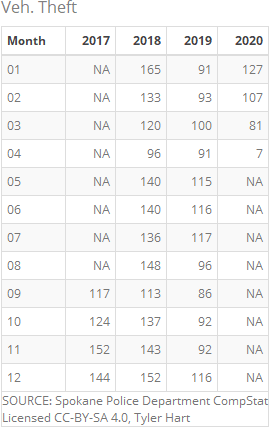 Veh. Theft
Month 2017 2018 2019 2020
01 NA 165 91 127
02 NA 133 93 107
03 NA 120 100 81
04 NA 96 91 7
05 NA 140 115 NA
06 NA 140 116 NA
07 NA 136 117 NA
08 NA 148 96 NA
09 117 113 86 NA
10 124 137 92 NA
11 152 143 92 NA
12 144 152 116 NA
SOURCE: Spokane Police Department CompStat
Licensed CC-BY-SA 4.0, Tyler Hart